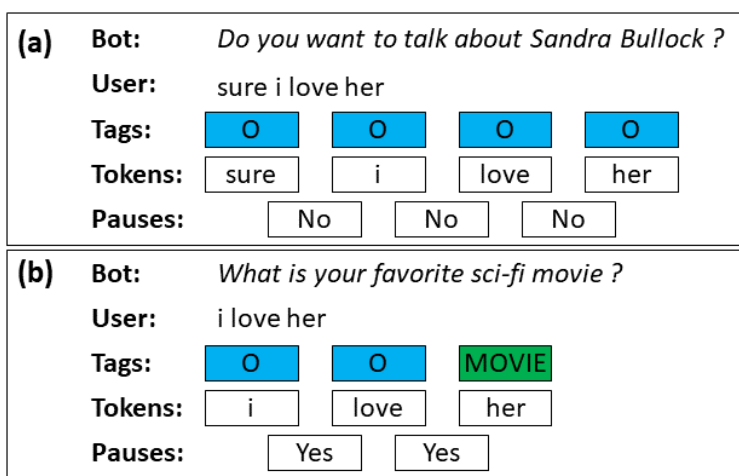 (a) Bot: Do you want to talk about Sandra Bullock ?
User: sure i love her
Tags: O O O O
Tokens: sure i love her
Pauses: No No No
(b) Bot: What is your favorite sci-fi movie ?
User: i love her
Tags: O O MOVIE
Tokens: i love her
Pauses: Yes Yes